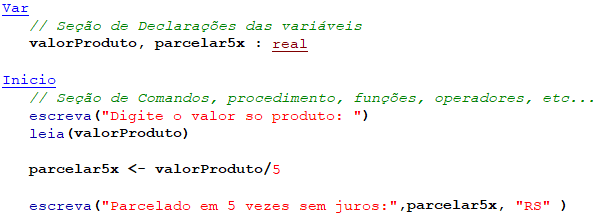 Var
// Seção de Declarações das variáveis
valorProduto, parcelar5x : real
Inicio
// Seção de Comandos, procedimento, funções, operadores, etc...
escreva("Digite o valor so produto: ")
leia(valorProduto)
parcelar5x <- valorProduto/5
escreva("Parcelado em 5 vezes sem juros:",parcelar5x, "RS" )